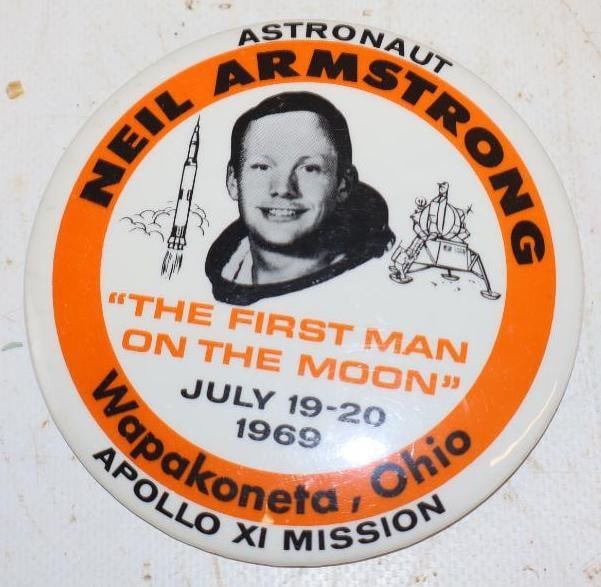 ASTRONAUT
NEIL ARMSTRONG
"THE FIRST MAN
ON THE MOON"
JULY 19-20
1969
Wapakoneta, Ohio
APOLLO XI MISSION